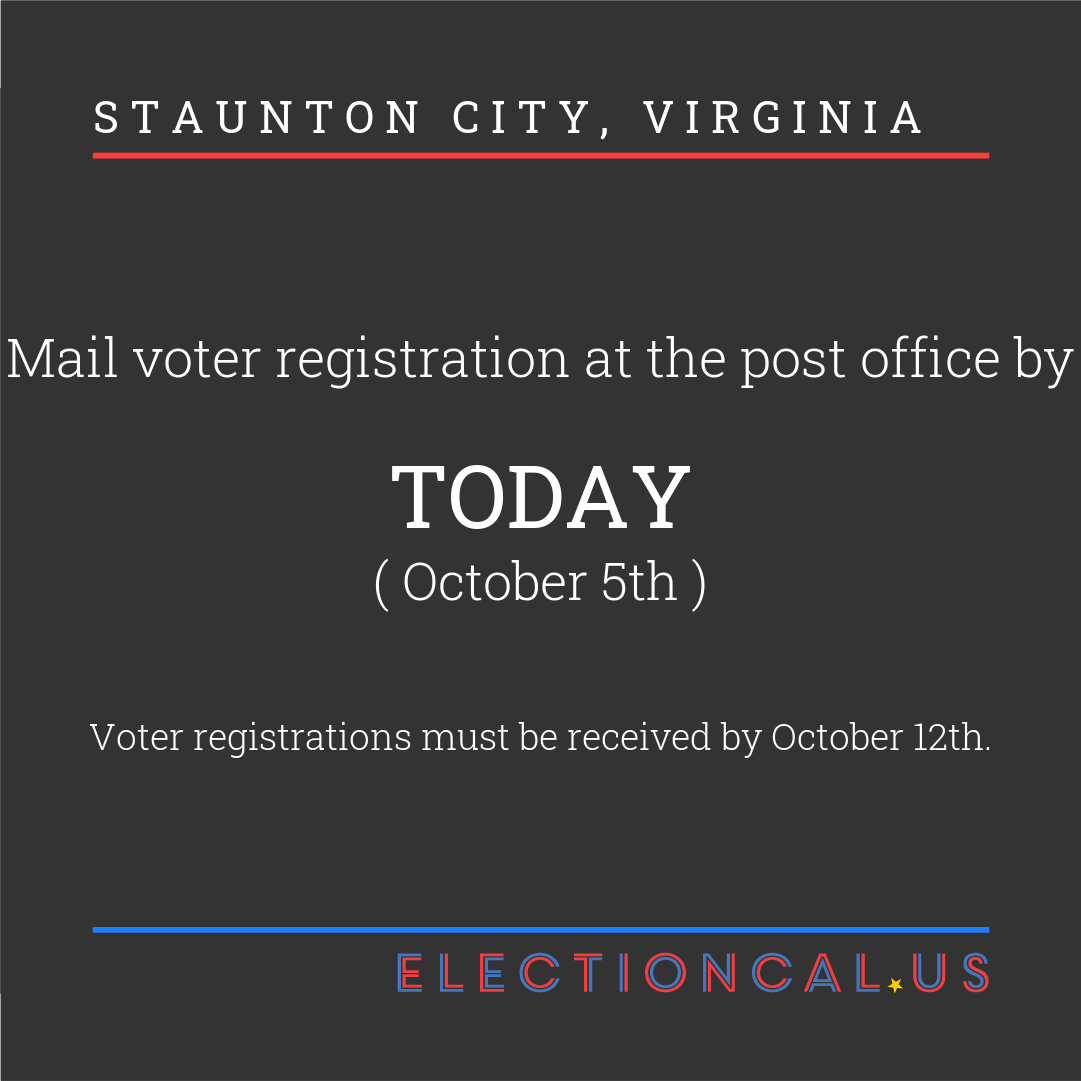 STAUNTON CITY, VIRGINIA
Mail voter registration at the post office by
TODAY
( October 5th )
Voter registrations must be received by October 12th.
ELECTIONCAL.US